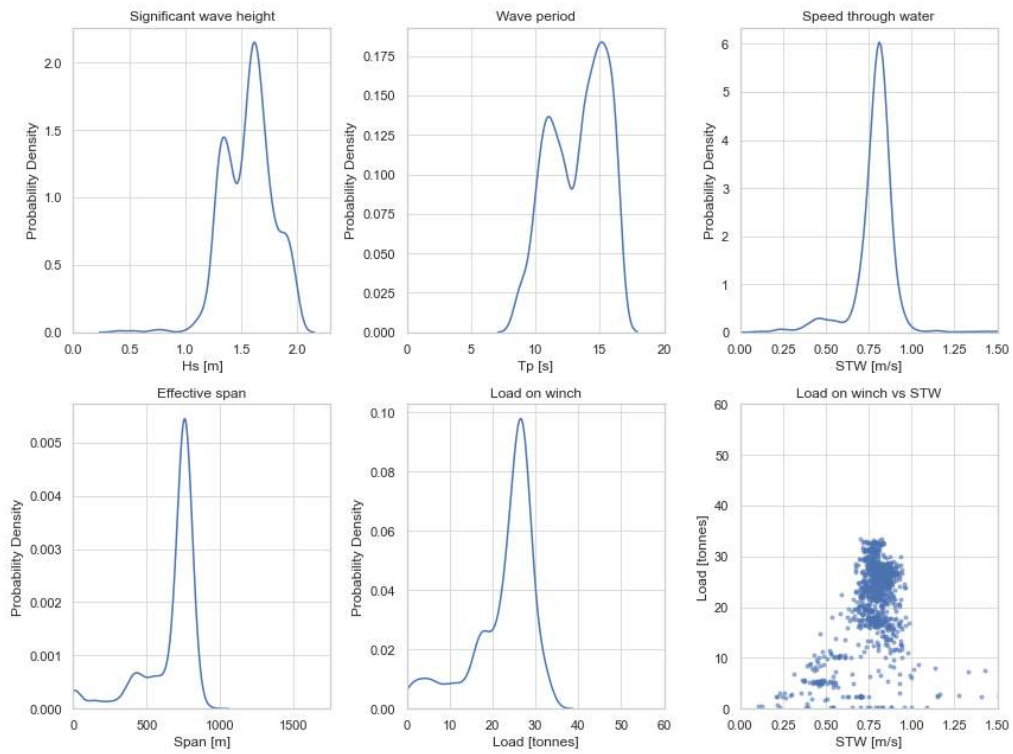 Significant wave height
Probability Density
2.0
1.5
1.0
0.5
0.0
0.0 0.5 1.0 1.5 2.0
Hs [m]
Wave period
Probability Density
0.175
0.150
0.125
0.100
0.075
0.050
0.025
0.000
0 5 10 15 20
Tp [s]
Speed through water
Probability Density
6
5
4
3
2
1
0
0.00 0.25 0.50 0.75 1.00 1.25 1.50
STW [m/s]
Effective span
Probability Density
0.005
0.004
0.003
0.002
0.001
0.000
0 500 1000 1500
Span [m]
Load on winch
Probability Density
0.10
0.08
0.06
0.04
0.02
0.00
0 10 20 30 40 50 60
Load [tonnes]
Load on winch vs STW
Load [tonnes]
60
50
40
30
20
10
0
0.00 0.25 0.50 0.75 1.00 1.25 1.50
STW [m/s]